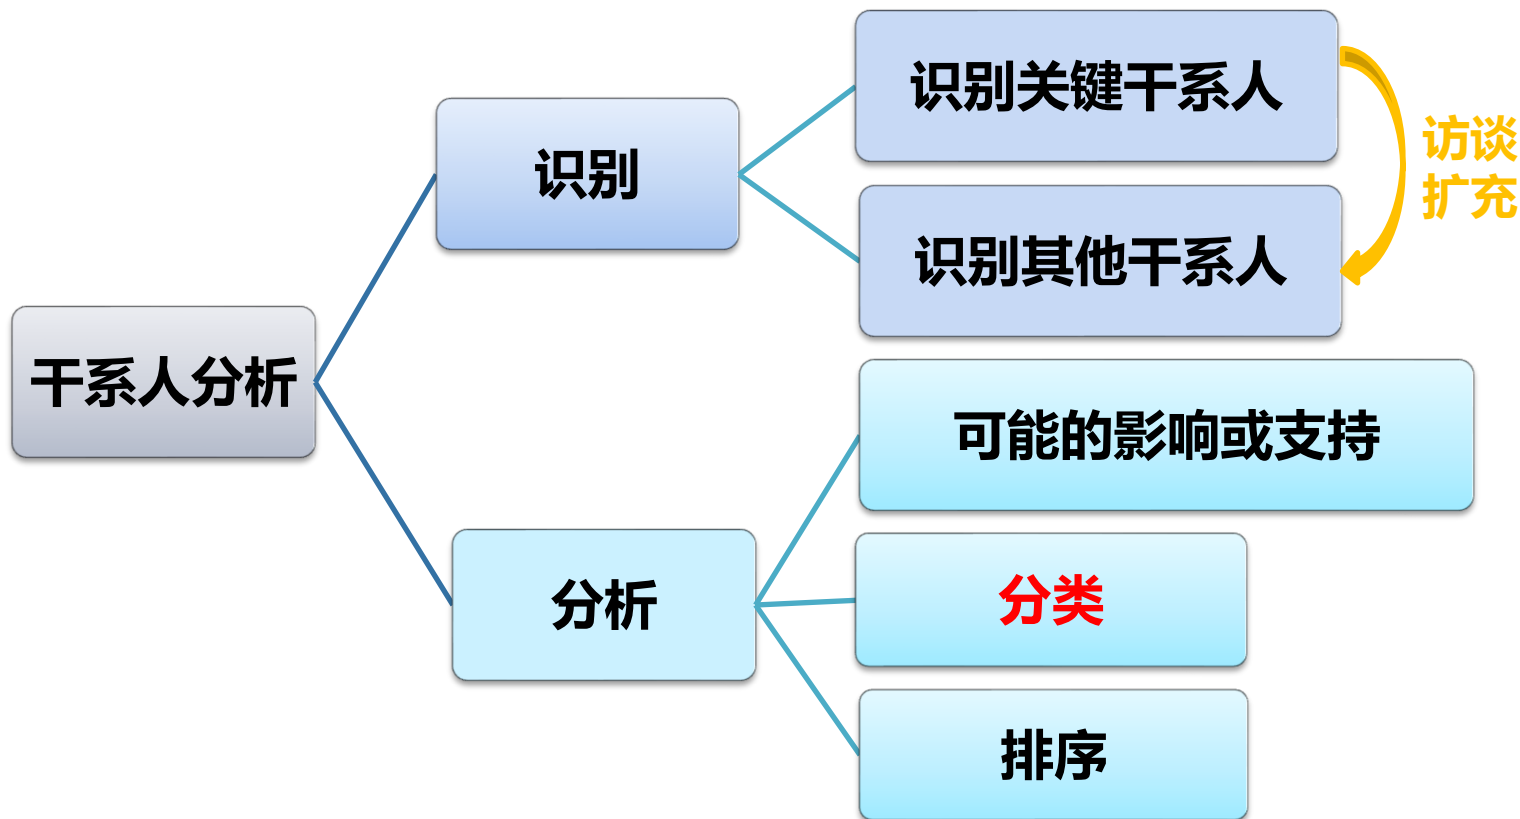 识别关键干系人
访谈
扩充
识别
识别其他干系人
干系人分析
可能的影响或支持
分析
分类
排序